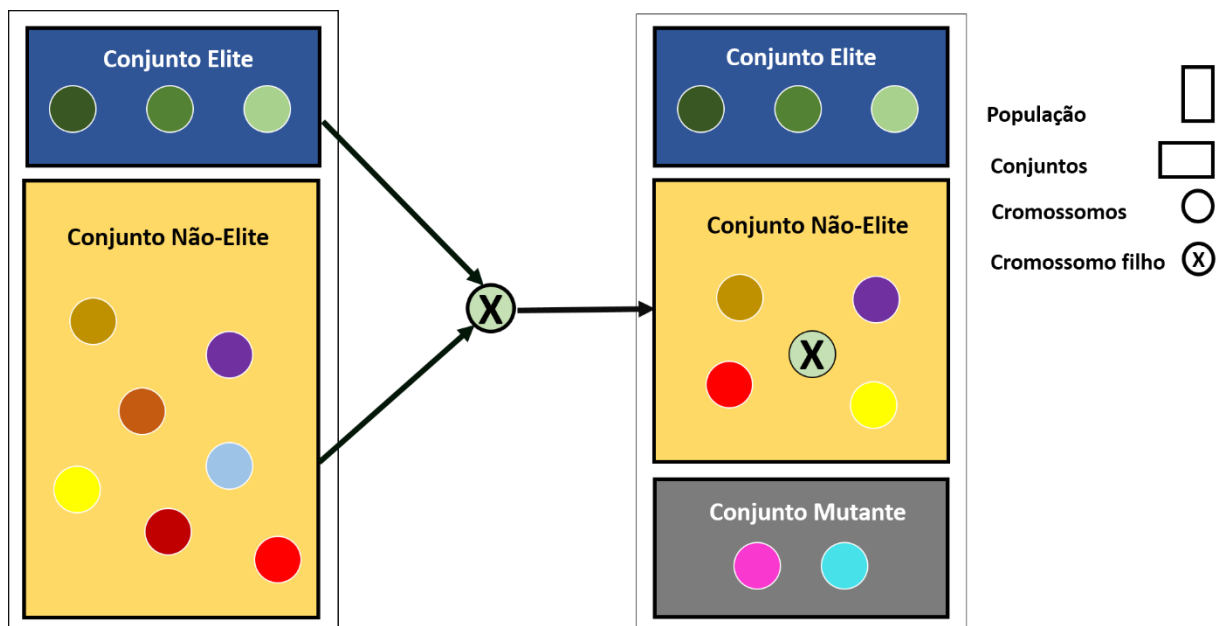 Conjunto Elite
Conjunto Não-Elite
X
Conjunto Elite
Conjunto Não-Elite
X
Conjunto Mutante
População
Conjuntos
Cromossomos
Cromossomo filho
X